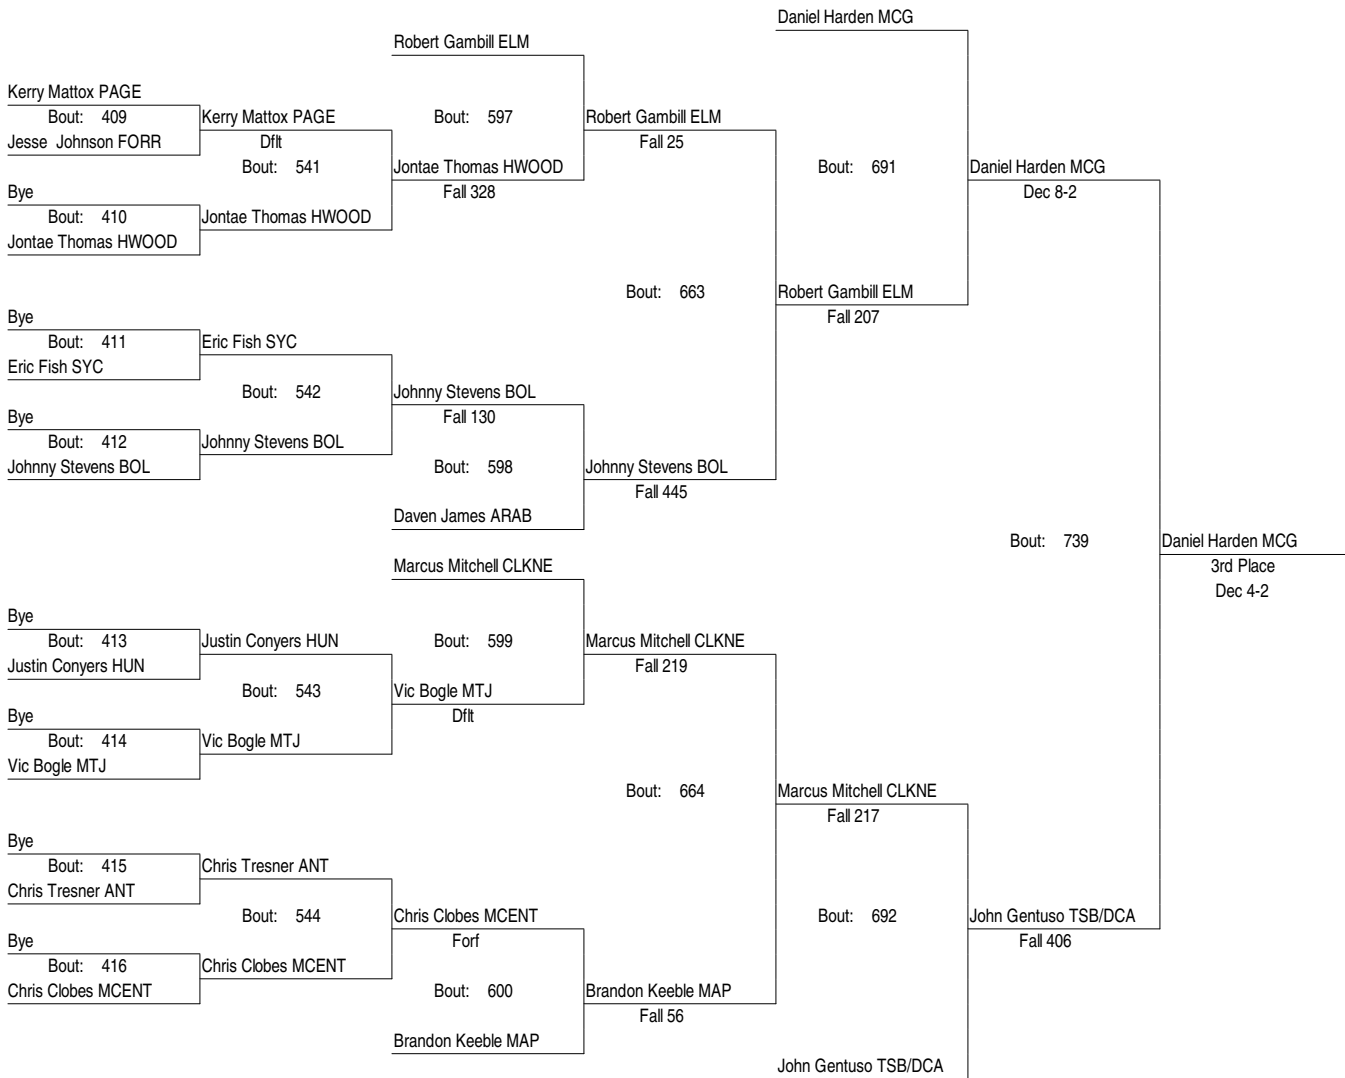 Daniel Harden MCG
Robert Gambill ELM
Kerry Mattox PAGE
Bout: 409
Kerry Mattox PAGE
Bout: 597
Robert Gambill ELM
Jesse Johnson FORR
Dflt
Fall 25
Bout: 541
Jontae Thomas HWOOD
Bout: 691
Daniel Harden MCG
Bye
Fall 328
Dec 8-2
Bout: 410
Jontae Thomas HWOOD
Jontae Thomas HWOOD
Bout: 663
Robert Gambill ELM
Bye
Fall 207
Bout: 411
Eric Fish SYC
Eric Fish SYC
Bout: 542
Johnny Stevens BOL
Bye
Fall 130
Bout: 412
Johnny Stevens BOL
Johnny Stevens BOL
Bout: 598
Johnny Stevens BOL
Fall 445
Daven James ARAB
Bout: 739
Daniel Harden MCG
Marcus Mitchell CLKNE
3rd Place
Dec 4-2
Bye
Bout: 413
Justin Conyers HUN
Bout: 599
Marcus Mitchell CLKNE
Justin Conyers HUN
Fall 219
Bout: 543
Vic Bogle MTJ
Bye
Dflt
Bout: 414
Vic Bogle MTJ
Vic Bogle MTJ
Bout: 664
Marcus Mitchell CLKNE
Fall 217
Bye
Bout: 415
Chris Tresner ANT
Chris Tresner ANT
Bout: 544
Chris Clobes MCENT
Bout: 692
John Gentuso TSB/DCA
Bye
Forf
Fall 406
Bout: 416
Chris Clobes MCENT
Chris Clobes MCENT
Bout: 600
Brandon Keeble MAP
Fall 56
Brandon Keeble MAP
John Gentuso TSB/DCA